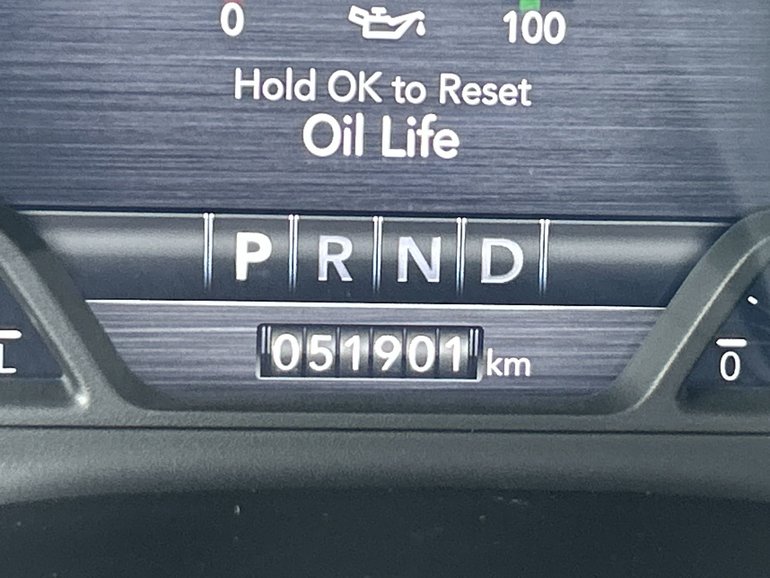 0 100
Hold OK to Reset
Oil Life
P R N D
L 0
051901 km